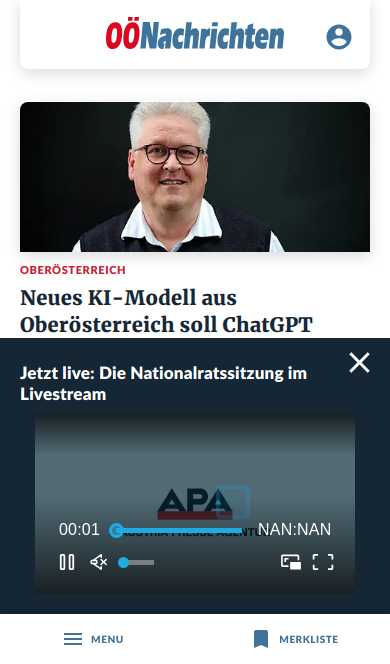 OÖNachrichten
OBERÖSTERREICH
Neues KI-Modell aus
Oberösterreich soll ChatGPT
Jetzt live: Die Nationalratssitzung im
Livestream
APA
AUSTRIA PRESSE AGENTUR
00:01
NAN:NAN
MENU
MERKLISTE